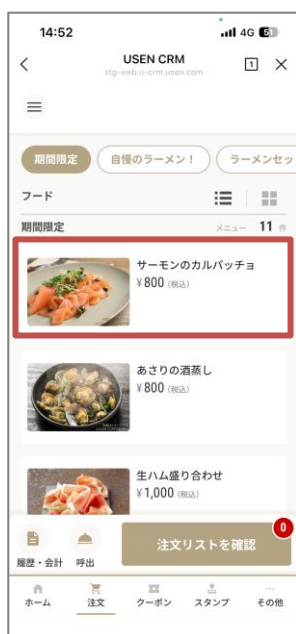 14:52
4G
USEN CRM
stg-web.u-crm.usen.com
1
期間限定
自慢のラーメン!
ラーメンセッ
フード
期間限定
メニュー 11 件
サーモンのカルパッチョ
¥800 (税込)
あさりの酒蒸し
¥800 (税込)
生ハム盛り合わせ
¥1,000 (税込)
0
注文リストを確認
履歴・会計
呼出
ホーム
注文
クーポン
スタンプ
その他